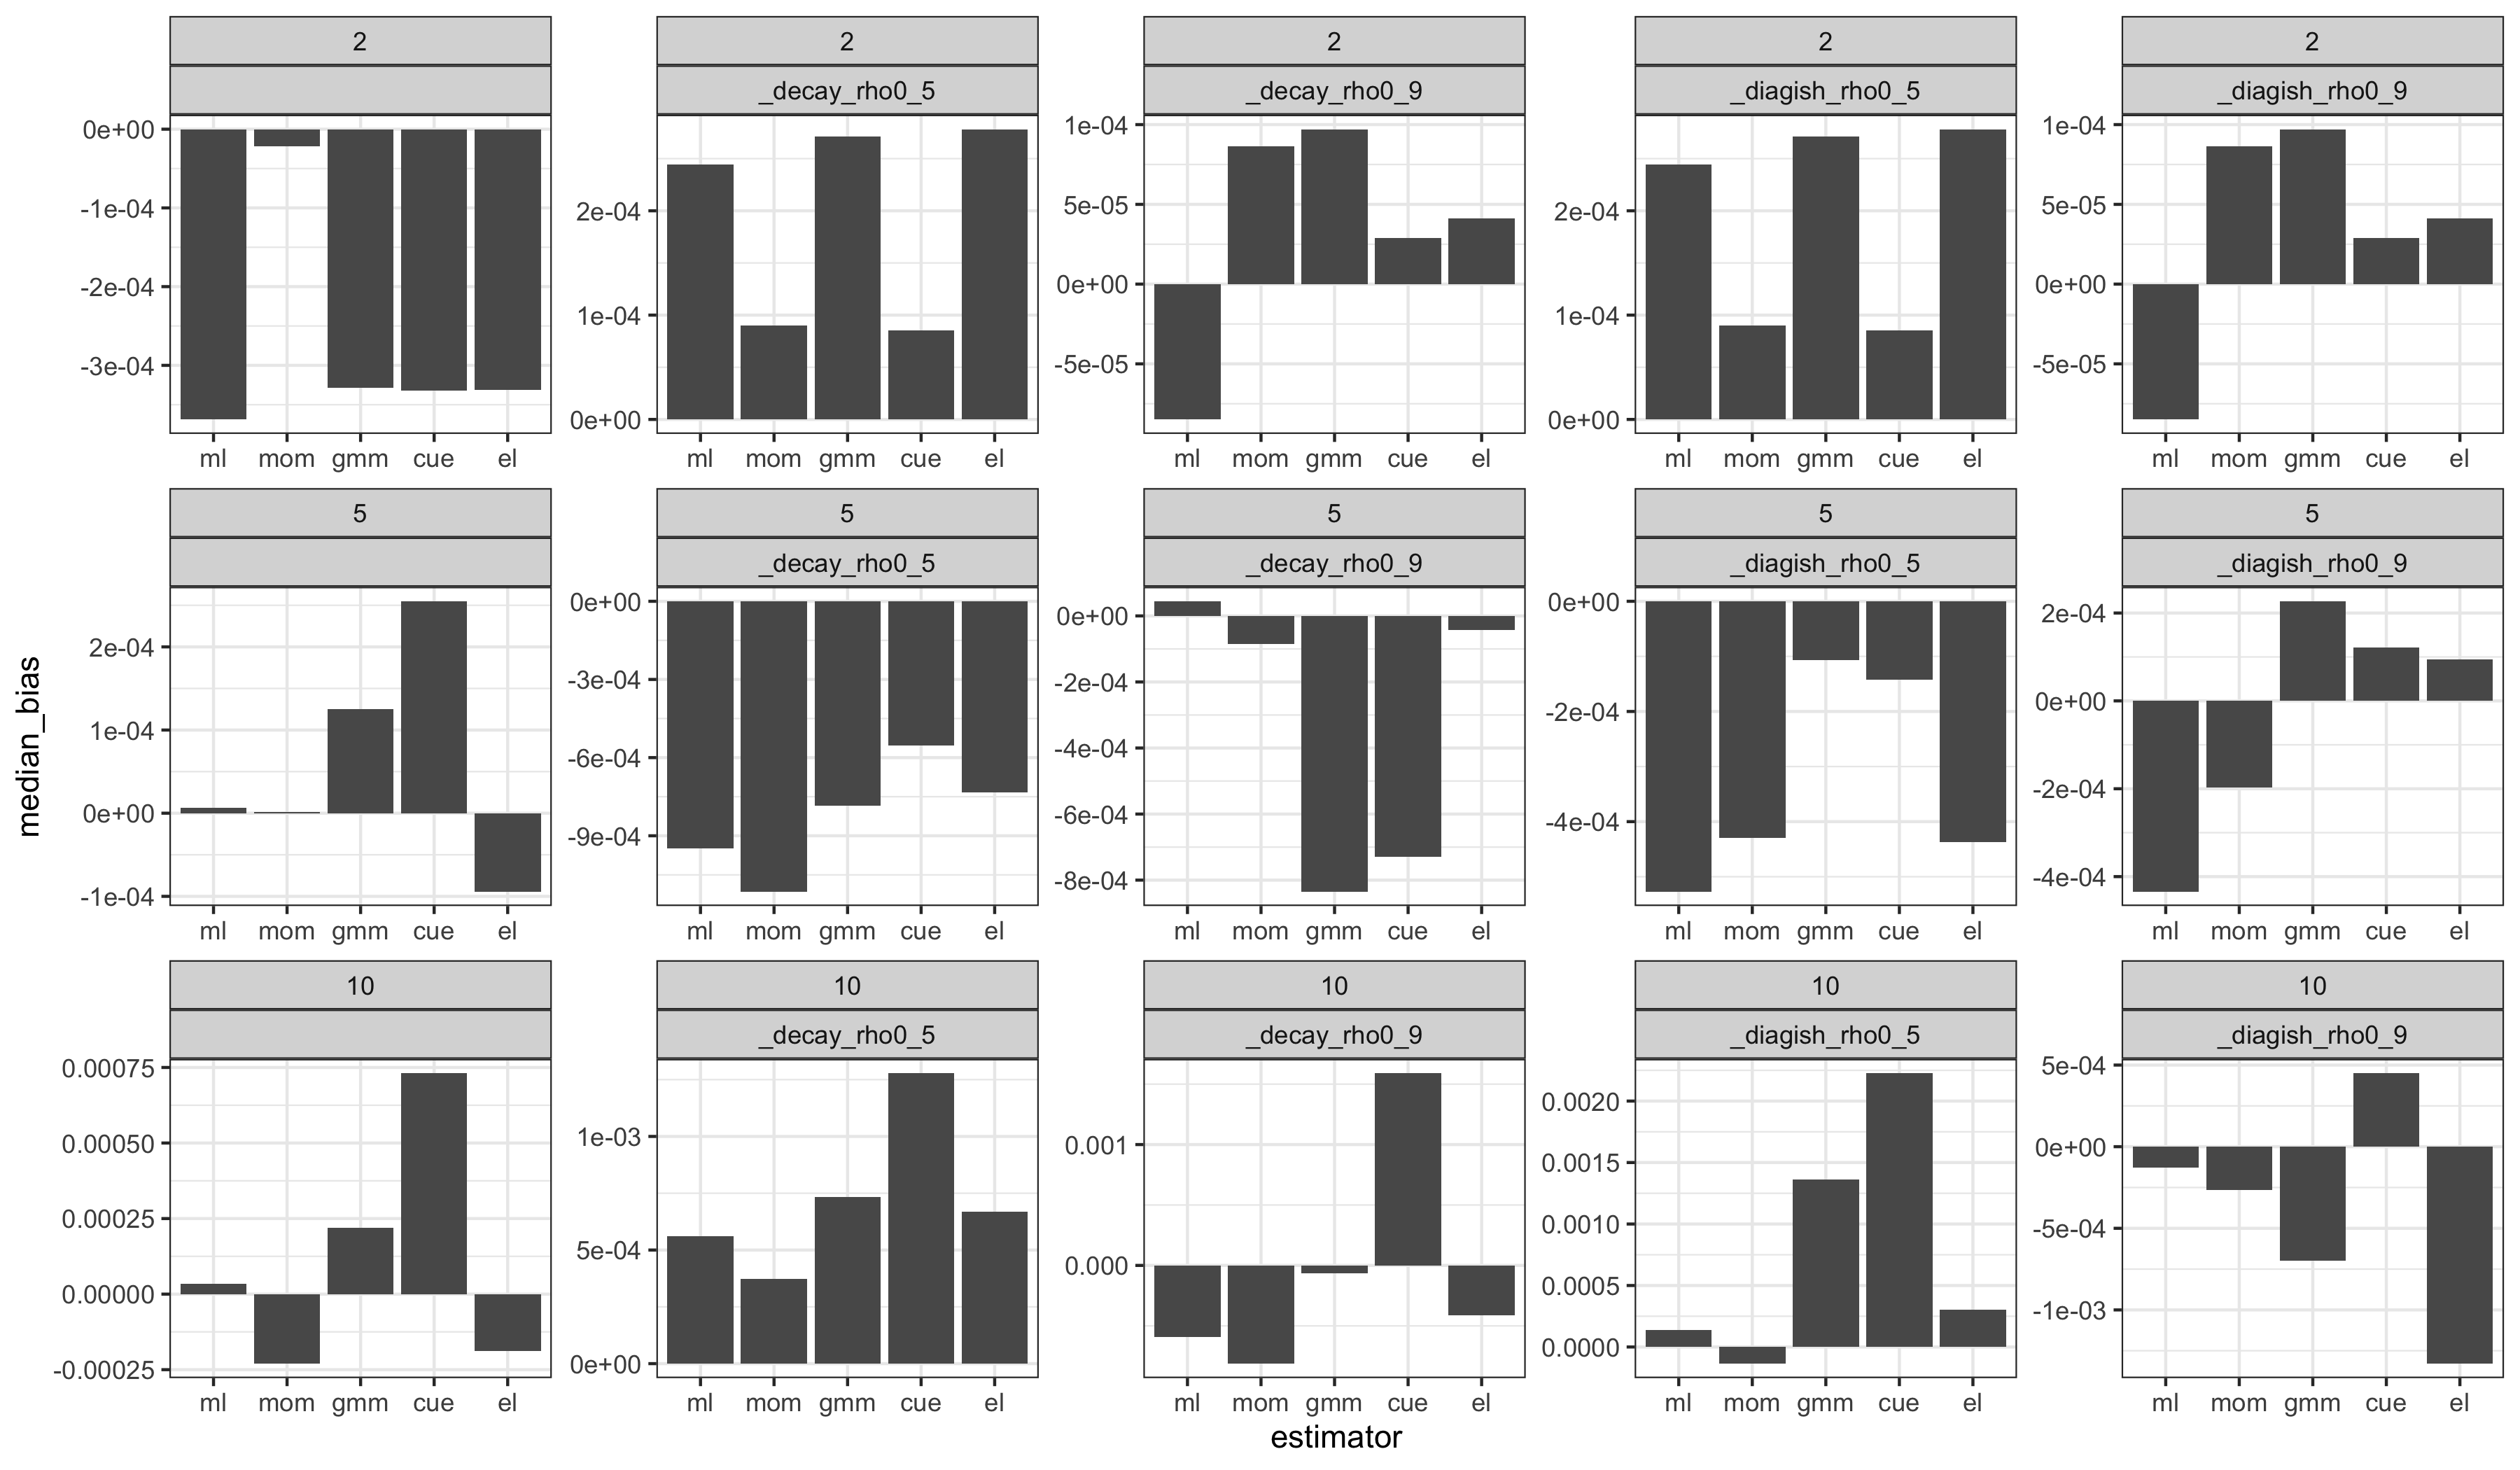 2 2 2 2 2
_decay_rho0_5 _decay_rho0_9 _diagish_rho0_5 _diagish_rho0_9
0e+00
-1e-04
-2e-04
-3e-04
2e-04
1e-04
0e+00
1e-04
5e-05
0e+00
-5e-05
2e-04
1e-04
0e+00
1e-04
5e-05
0e+00
-5e-05
ml mom gmm cue el ml mom gmm cue el ml mom gmm cue el ml mom gmm cue el ml mom gmm cue el
5 5 5 5 5
_decay_rho0_5 _decay_rho0_9 _diagish_rho0_5 _diagish_rho0_9
median_bias
2e-04
1e-04
0e+00
-1e-04
0e+00
-3e-04
-6e-04
-9e-04
0e+00
-2e-04
-4e-04
-6e-04
-8e-04
0e+00
-2e-04
-4e-04
2e-04
0e+00
-2e-04
-4e-04
ml mom gmm cue el ml mom gmm cue el ml mom gmm cue el ml mom gmm cue el ml mom gmm cue el
10 10 10 10 10
_decay_rho0_5 _decay_rho0_9 _diagish_rho0_5 _diagish_rho0_9
0.00075
0.00050
0.00025
0.00000
-0.00025
1e-03
5e-04
0e+00
0.001
0.000
0.0020
0.0015
0.0010
0.0005
0.0000
5e-04
0e+00
-5e-04
-1e-03
ml mom gmm cue el ml mom gmm cue el ml mom gmm cue el ml mom gmm cue el ml mom gmm cue el
estimator